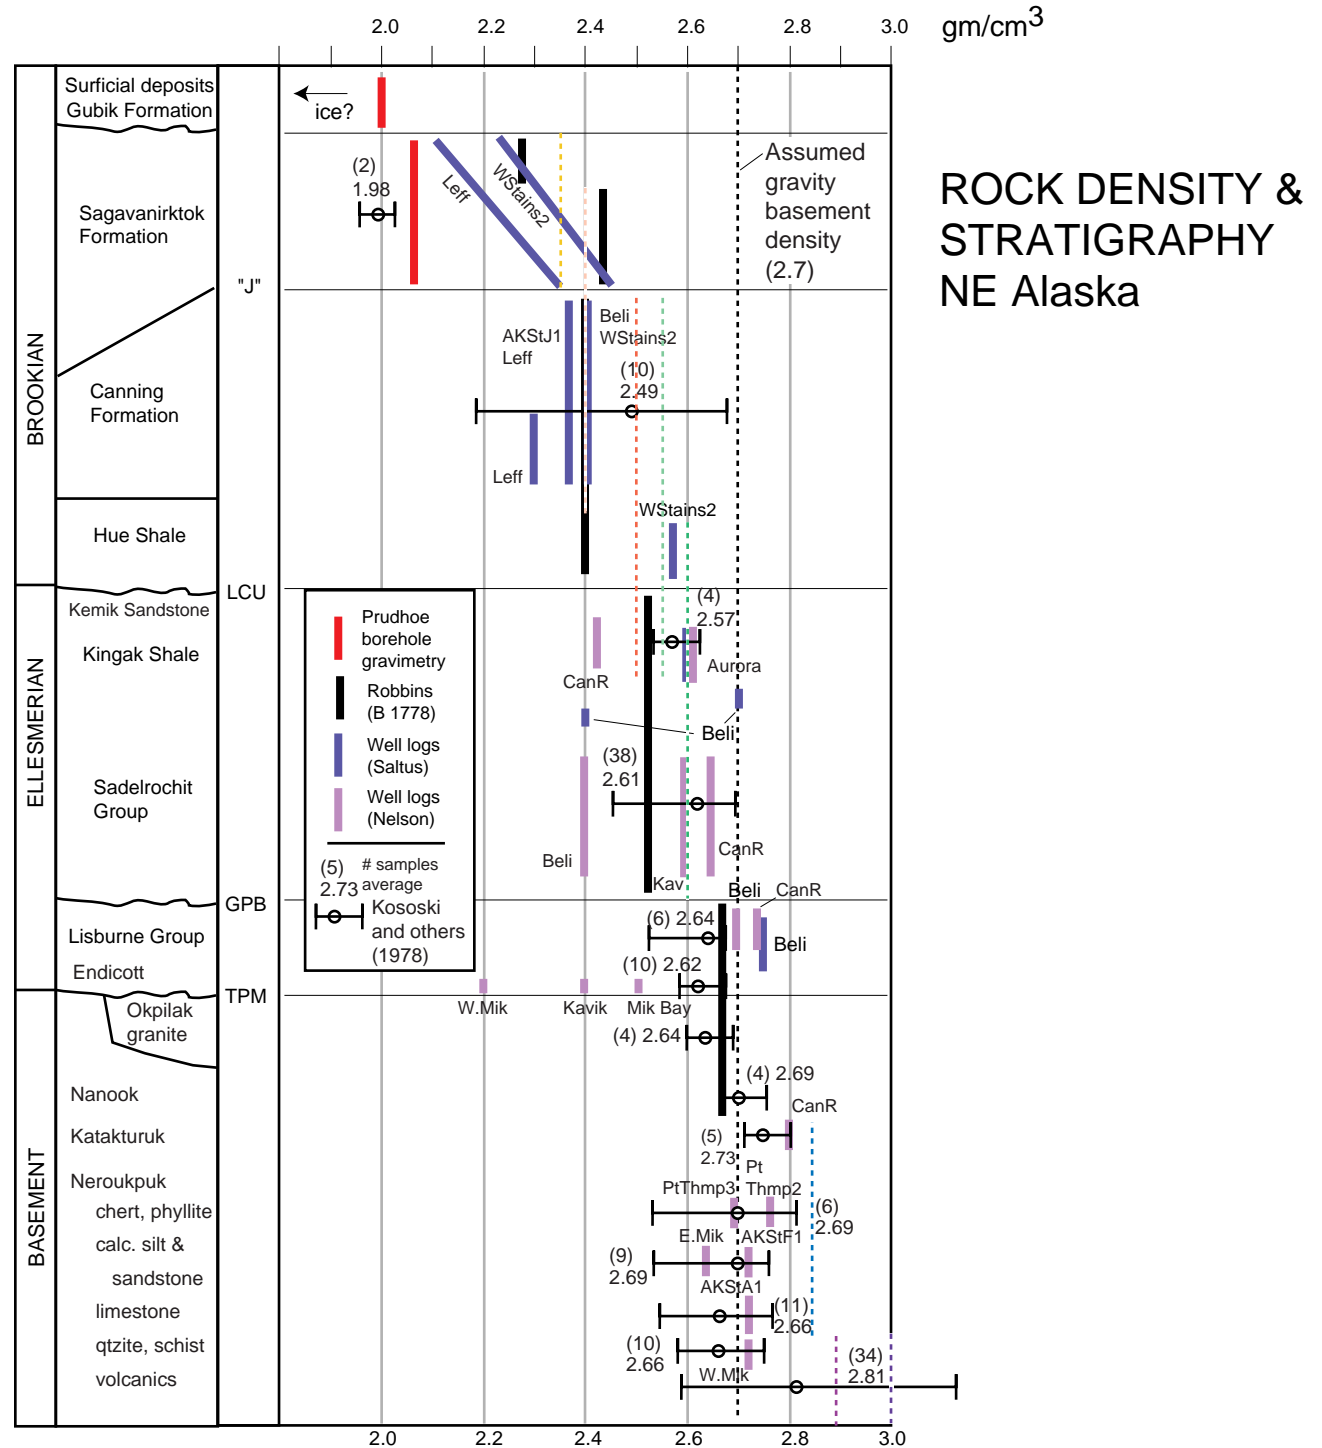 2.0 2.2 2.4 2.6 2.8 3.0 gm/cm3
ROCK DENSITY &
STRATIGRAPHY
NE Alaska
BROOKIAN
ELLESMERIAN
BASEMENT
Surficial deposits
Gubik Formation
Sagavanirktok
Formation
Canning
Formation
Hue Shale
Kemik Sandstone
Kingak Shale
Sadelrochit
Group
Lisburne Group
Endicott
Okpilak
granite
Nanook
Katakturuk
Neroukpuk
chert, phyllite
calc. silt &
sandstone
limestone
qtzite, schist
volcanics
"J"
LCU
GPB
TPM
ice?
(2)
1.98
Leff
WStains2
Assumed
gravity
basement
density
(2.7)
AKStJ1
Leff
Beli
WStains2
(10)
2.49
Leff
WStains2
(4)
2.57
CanR
Aurora
Beli
(38)
2.61
Beli
Kav
CanR
Prudhoe
borehole
gravimetry
Robbins
(B 1778)
Well logs
(Saltus)
Well logs
(Nelson)
(5) # samples
2.73 average
Kososki
and others
(1978)
Beli CanR
(6) 2.64
Beli
(10) 2.62
W.Mik Kavik Mik Bay
(4) 2.64
(4) 2.69
CanR
(5)
2.73
Pt
Thmp2
PtThmp3
(6)
2.69
E.Mik AKStF1
(9)
2.69
AKStA1
(11)
2.66
(10)
2.66
W.Mik
(34)
2.81
2.0 2.2 2.4 2.6 2.8 3.0